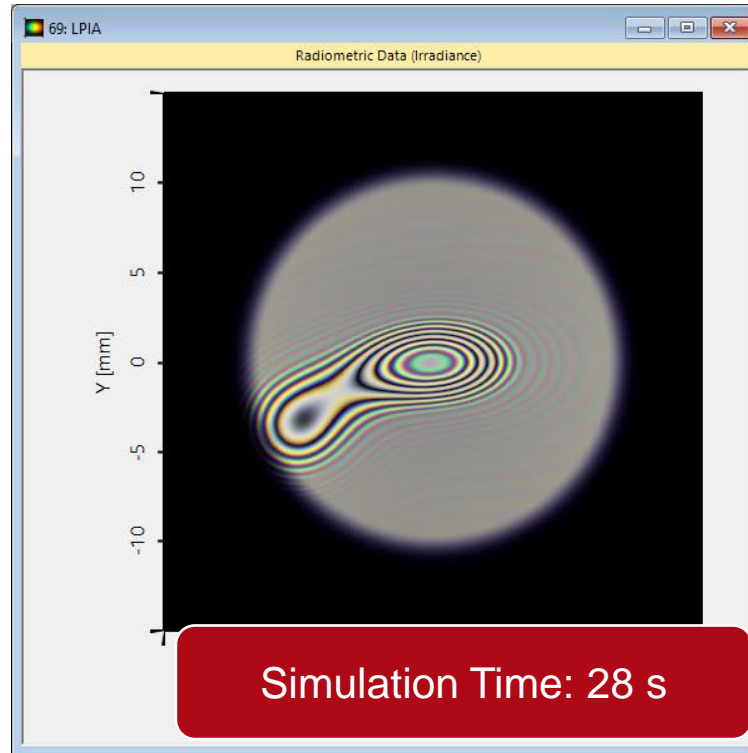 69: LPIA
Radiometric Data (Irradiance)
10
5
0
-5
-10
Y [mm]
Simulation Time: 28 s